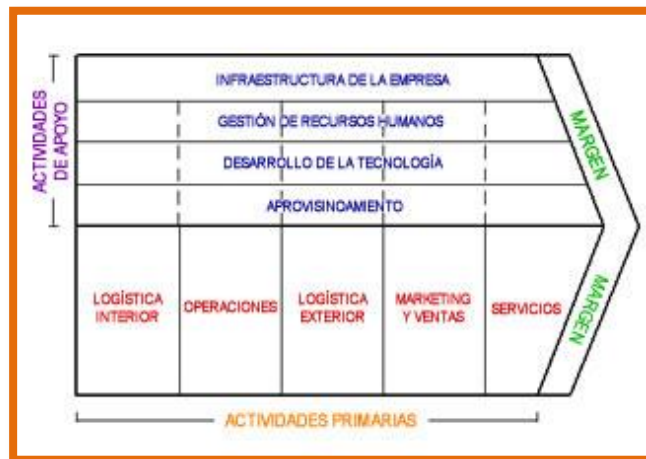 ACTIVIDADES
DE APOYO
INFRAESTRUCTURA DE LA EMPRESA
GESTIÓN DE RECURSOS HUMANOS
DESARROLLO DE LA TECNOLOGÍA
APROVISINOAMIENTO
MARGEN
LOGÍSTICA
INTERIOR
OPERACIONES
LOGÍSTICA
EXTERIOR
MARKETING
Y VENTAS
SERVICIOS
MARGEN
ACTIVIDADES PRIMARIAS